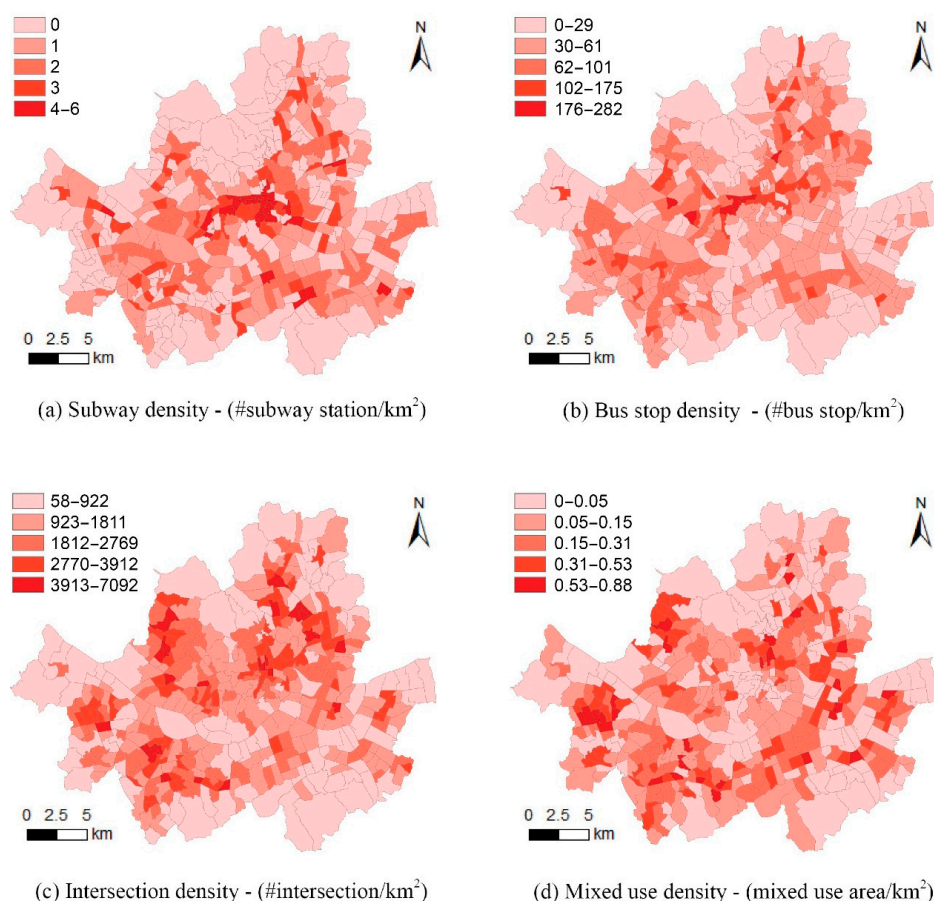 0
1
2
3
4–6
N
0 2.5 5
km
(a) Subway density - (#subway station/km²)
0–29
30–61
62–101
102–175
176–282
N
0 2.5 5
km
(b) Bus stop density - (#bus stop/km²)
58–922
923–1811
1812–2769
2770–3912
3913–7092
N
0 2.5 5
km
(c) Intersection density - (#intersection/km²)
0–0.05
0.05–0.15
0.15–0.31
0.31–0.53
0.53–0.88
N
0 2.5 5
km
(d) Mixed use density - (mixed use area/km²)